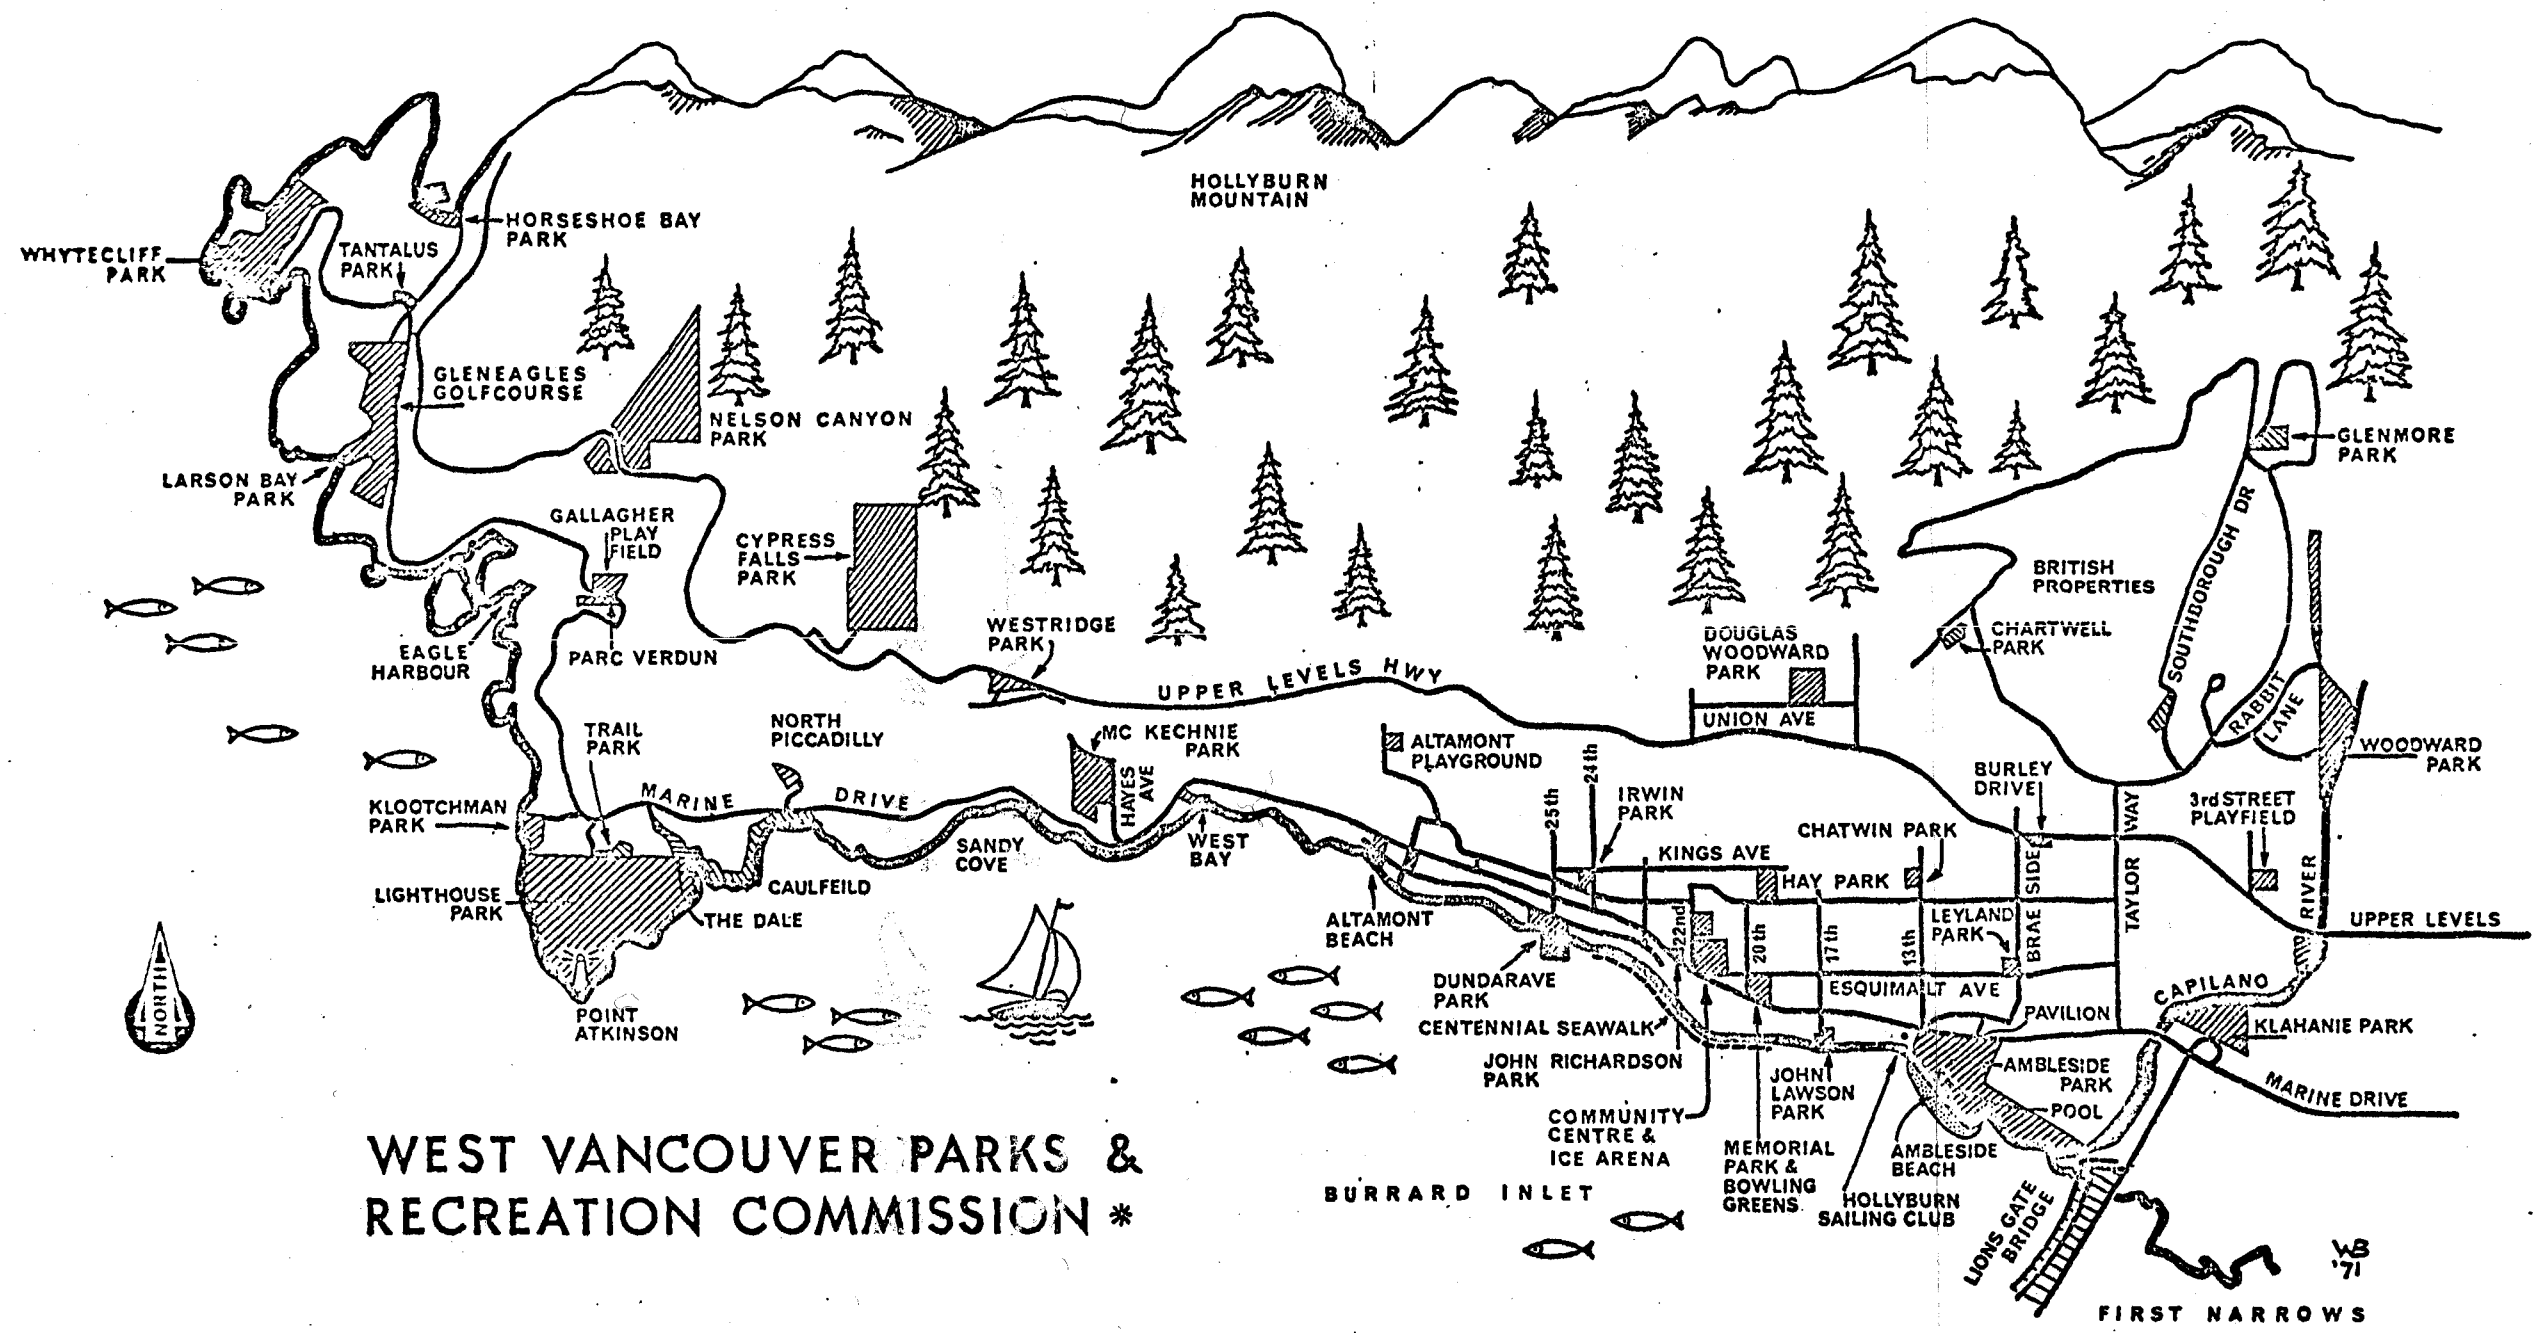 HOLLYBURN
MOUNTAIN
HORSESHOE BAY
PARK
WHYTECLIFF
PARK
TANTALUS
PARK
GLENEAGLES
GOLFCOURSE
NELSON CANYON
PARK
LARSON BAY
PARK
GALLAGHER
PLAY
FIELD
CYPRESS
FALLS
PARK
EAGLE
HARBOUR
PARC VERDUN
WESTRIDGE
PARK
UPPER LEVELS HWY
DOUGLAS
WOODWARD
PARK
UNION AVE
BRITISH
PROPERTIES
CHARTWELL
PARK
SOUTHBOROUGH DR
GLENMORE
PARK
RABBIT
LANE
WOODWARD
PARK
TRAIL
PARK
NORTH
PICCADILLY
MC KECHNIE
PARK
HAYES
AVE
ALTAMONT
PLAYGROUND
25th
24th
IRWIN
PARK
BURLEY
DRIVE
3rd STREET
PLAYFIELD
KLOOTCHMAN
PARK
MARINE DRIVE
SANDY
COVE
WEST
BAY
KINGS AVE
CHATWIN PARK
HAY PARK
BRAE SIDE
TAYLOR WAY
RIVER
LIGHTHOUSE
PARK
CAULFEILD
THE DALE
ALTAMONT
BEACH
22nd
20th
17th
13th
LEYLAND
PARK
UPPER LEVELS
NORTH
POINT
ATKINSON
DUNDARAVE
PARK
ESQUIMALT AVE
CAPILANO
PAVILION
KLAHANIE PARK
CENTENNIAL SEAWALK
JOHN RICHARDSON
PARK
JOHN
LAWSON
PARK
AMBLESIDE
PARK
POOL
MARINE DRIVE
COMMUNITY
CENTRE &
ICE ARENA
MEMORIAL
PARK &
BOWLING
GREENS.
AMBLESIDE
BEACH
HOLLYBURN
SAILING CLUB
WEST VANCOUVER PARKS &
RECREATION COMMISSION *
BURRARD INLET
LIONS GATE
BRIDGE
WB
'71
FIRST NARROWS